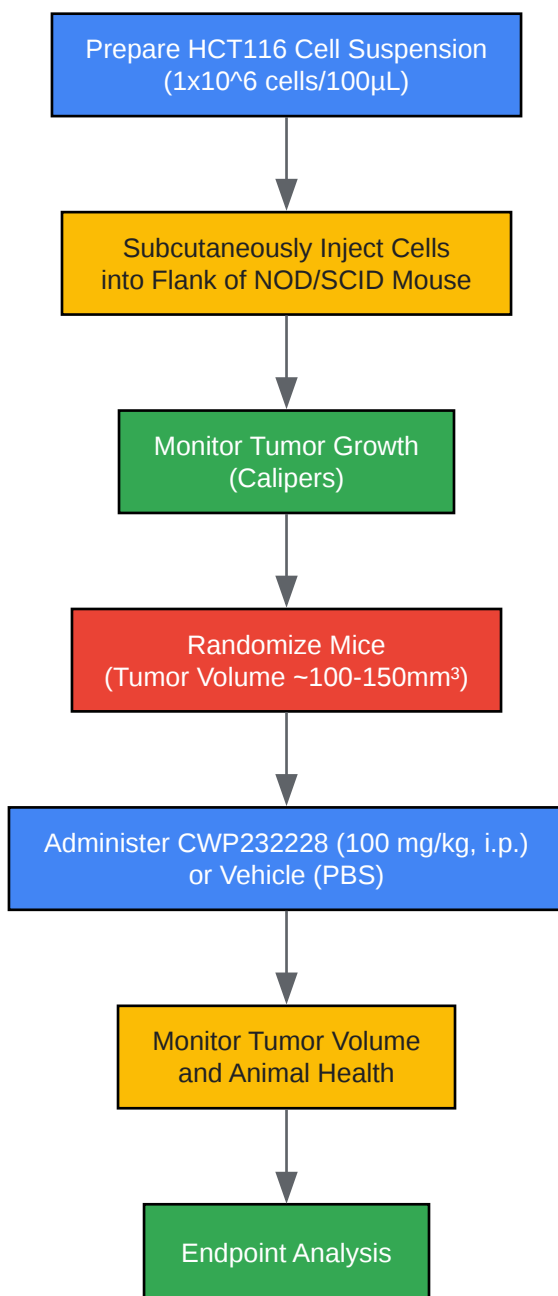 Prepare HCT116 Cell Suspension
(1x10^6 cells/100µL)
Subcutaneously Inject Cells
into Flank of NOD/SCID Mouse
Monitor Tumor Growth
(Calipers)
Randomize Mice
(Tumor Volume ~100-150mm³)
Administer CWP232228 (100 mg/kg, i.p.)
or Vehicle (PBS)
Monitor Tumor Volume
and Animal Health
Endpoint Analysis